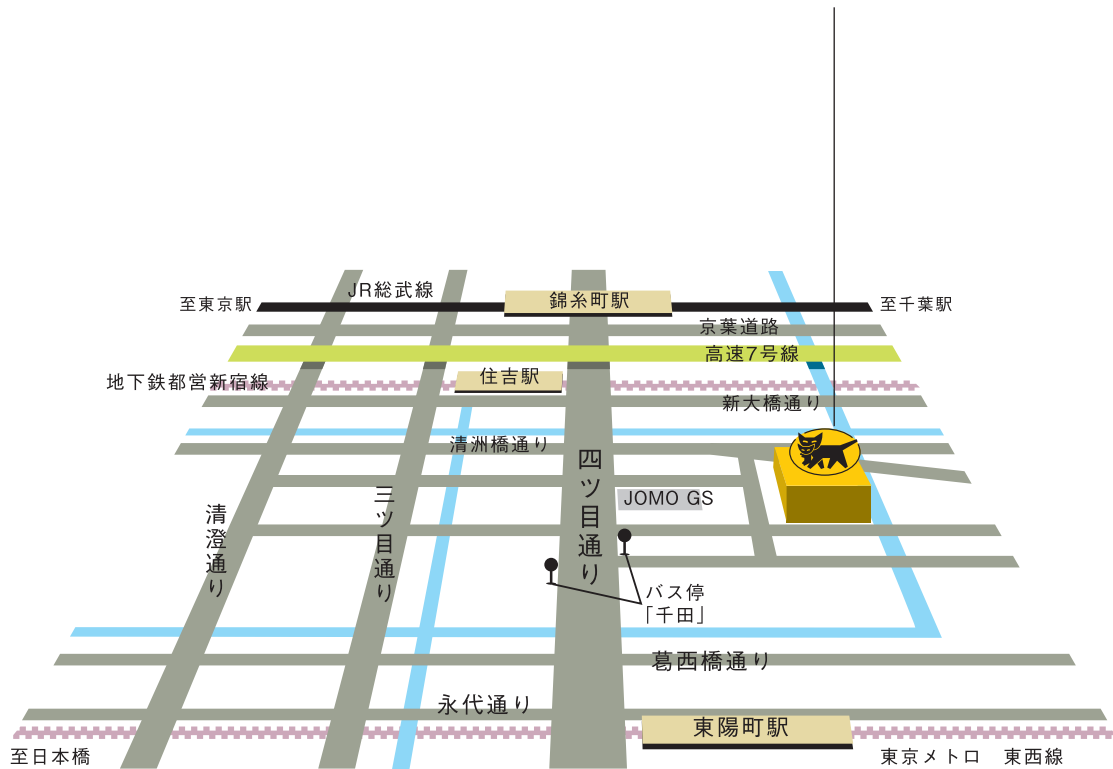 JR総武線
至東京駅
錦糸町駅
至千葉駅
京葉道路
高速7号線
地下鉄都営新宿線
住吉駅
新大橋通り
清洲橋通り
四ツ目通り
JOMO GS
三ツ目通り
清澄通り
バス停
「千田」
葛西橋通り
永代通り
東陽町駅
至日本橋
東京メトロ　東西線